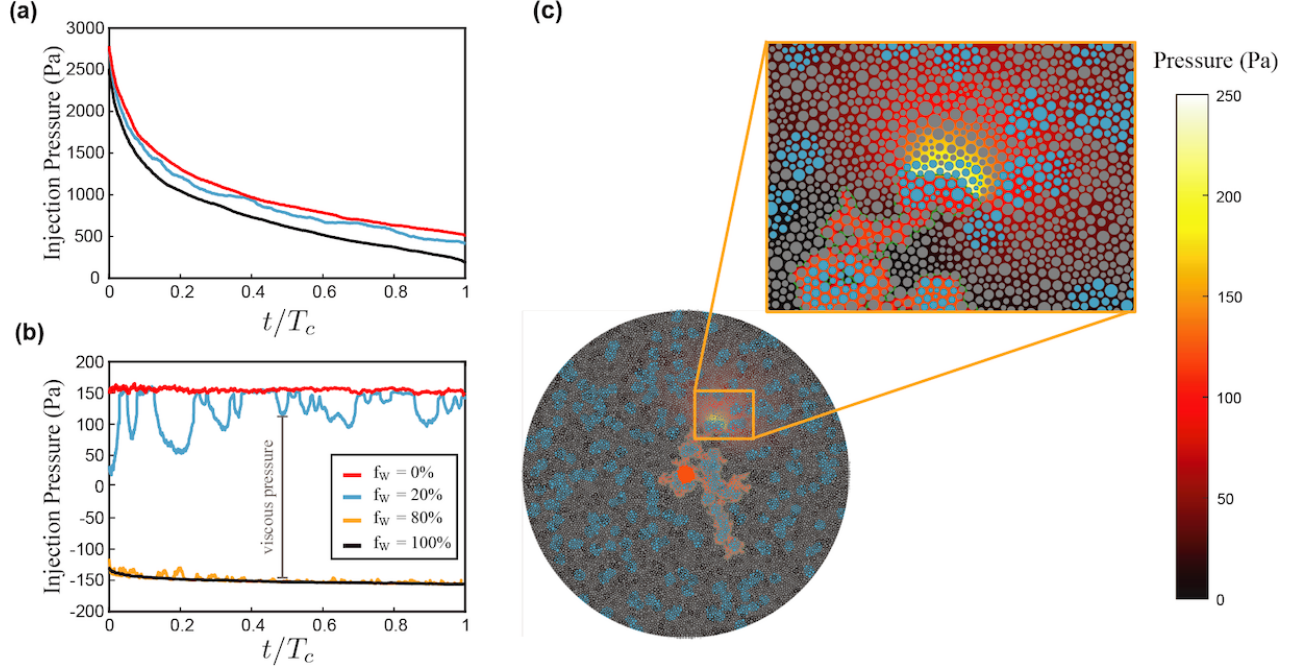 (a)
3000
2500
2000
1500
1000
500
0
Injection Pressure (Pa)
0 0.2 0.4 0.6 0.8 1
t/T_c
(b)
200
150
100
50
0
-50
-100
-150
-200
Injection Pressure (Pa)
viscous pressure
f_W = 0%
f_W = 20%
f_W = 80%
f_W = 100%
0 0.2 0.4 0.6 0.8 1
t/T_c
(c)
Pressure (Pa)
250
200
150
100
50
0